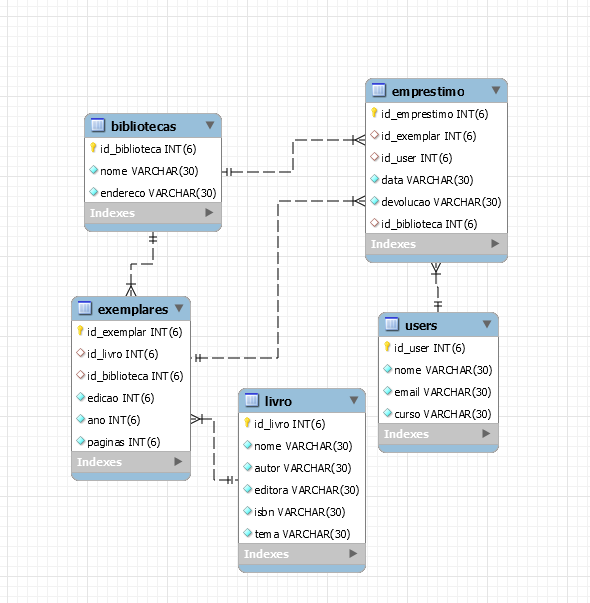 bibliotecas
id_biblioteca INT(6)
nome VARCHAR(30)
endereco VARCHAR(30)
Indexes
emprestimo
id_emprestimo INT(6)
id_exemplar INT(6)
id_user INT(6)
data VARCHAR(30)
devolucao VARCHAR(30)
id_biblioteca INT(6)
Indexes
exemplares
id_exemplar INT(6)
id_livro INT(6)
id_biblioteca INT(6)
edicao INT(6)
ano INT(6)
paginas INT(6)
Indexes
users
id_user INT(6)
nome VARCHAR(30)
email VARCHAR(30)
curso VARCHAR(30)
Indexes
livro
id_livro INT(6)
nome VARCHAR(30)
autor VARCHAR(30)
editora VARCHAR(30)
isbn VARCHAR(30)
tema VARCHAR(30)
Indexes